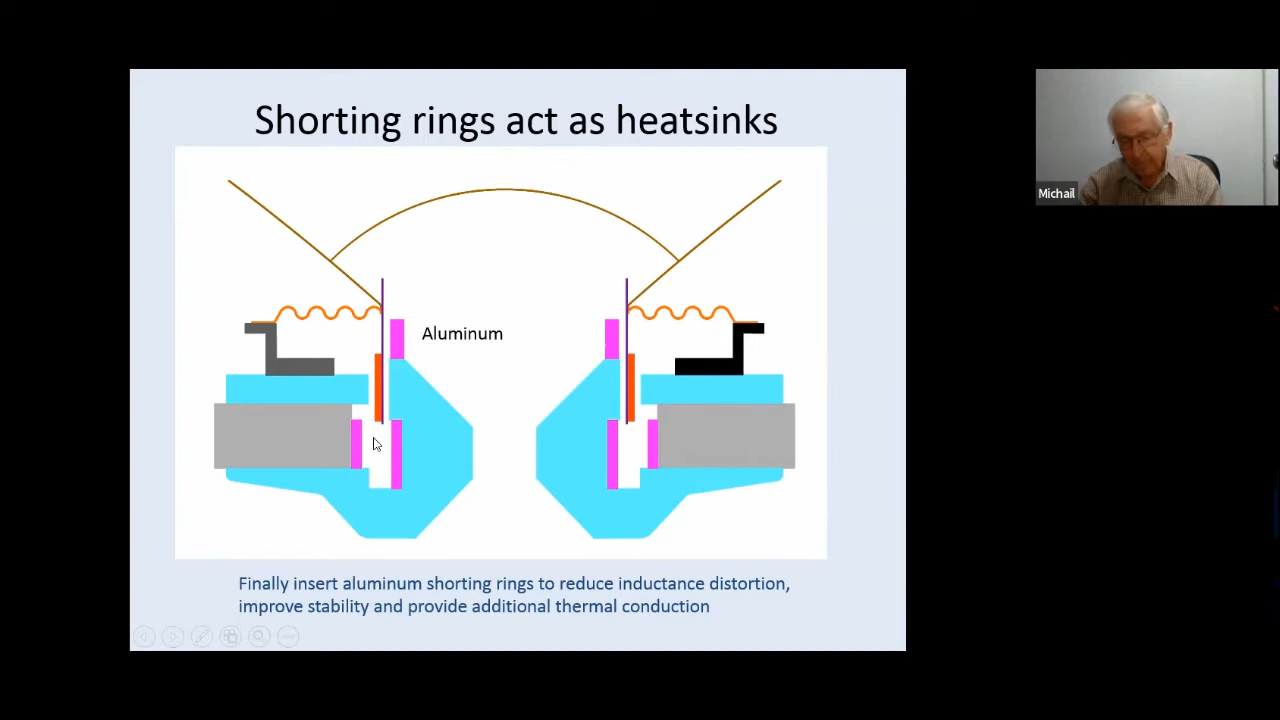 Shorting rings act as heatsinks
Michail
Aluminum
Finally insert aluminum shorting rings to reduce inductance distortion,
improve stability and provide additional thermal conduction